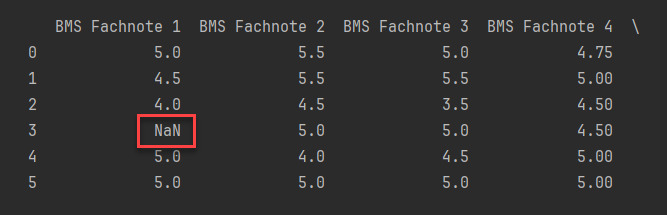 BMS Fachnote 1  BMS Fachnote 2  BMS Fachnote 3  BMS Fachnote 4  \
0  5.0  5.5  5.0  4.75
1  4.5  5.5  5.5  5.00
2  4.0  4.5  3.5  4.50
3  NaN  5.0  5.0  4.50
4  5.0  4.0  4.5  5.00
5  5.0  5.0  5.0  5.00